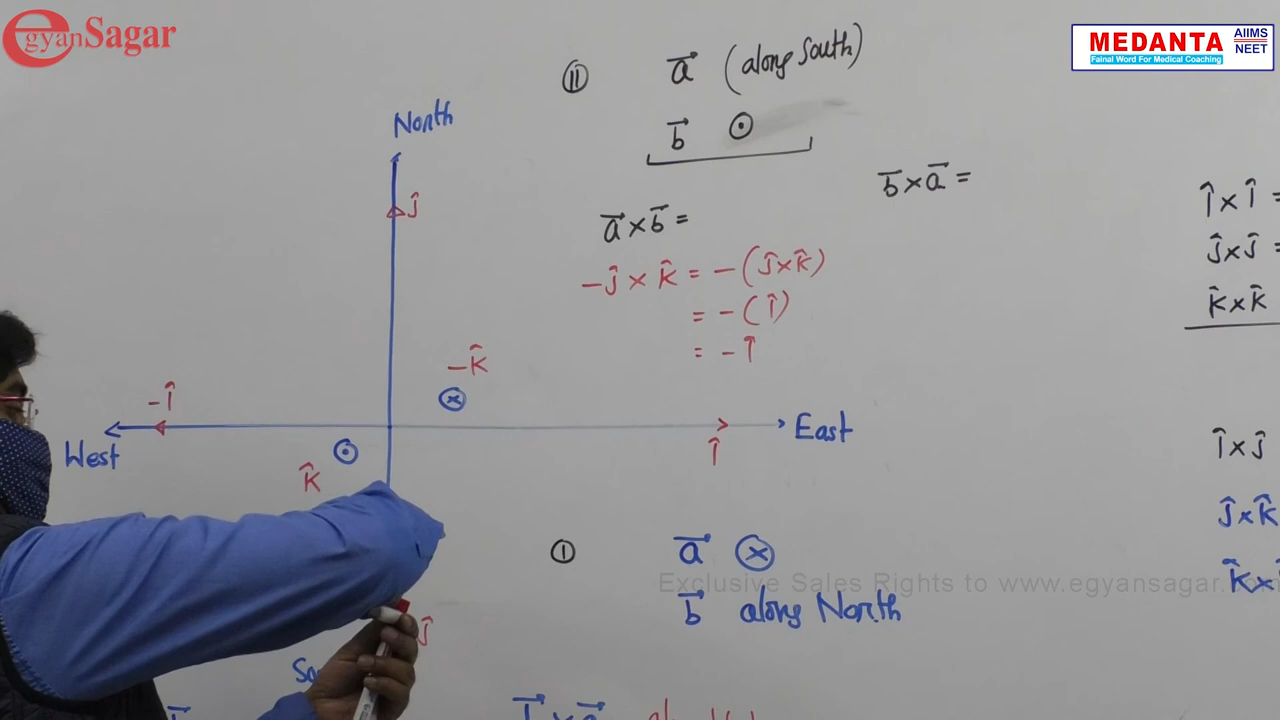 egyanSagar
MEDANTA AIIMS NEET
Fainal Word For Medical Coaching
North
ĵ
-î
West
k̂
-k̂
⊗
⊙
East
î
ĵ
(II) a⃗ (along South)
b⃗ ⊙
a⃗ × b⃗ =
-ĵ × k̂ = -(ĵ×k̂)
= -(î)
= -î
b⃗ × a⃗ =
î × î =
ĵ × ĵ =
k̂ × k̂
î × ĵ
ĵ × k̂
k̂ ×
(I) a⃗ ⊗
Exclusive Sales Rights to www.egyansagar.
b⃗ along North